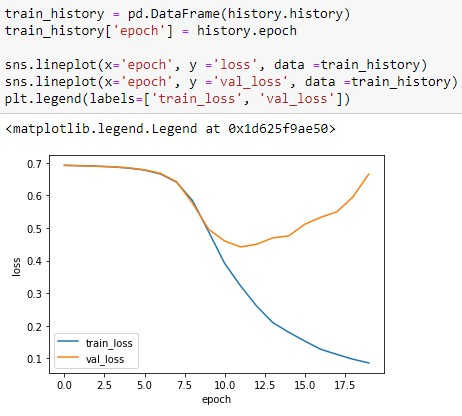 train_history = pd.DataFrame(history.history)
train_history['epoch'] = history.epoch
sns.lineplot(x='epoch', y ='loss', data =train_history)
sns.lineplot(x='epoch', y ='val_loss', data =train_history)
plt.legend(labels=['train_loss', 'val_loss'])
<matplotlib.legend.Legend at 0x1d625f9ae50>
0.7
0.6
0.5
0.4
0.3
0.2
0.1
loss
train_loss
val_loss
0.0 2.5 5.0 7.5 10.0 12.5 15.0 17.5
epoch